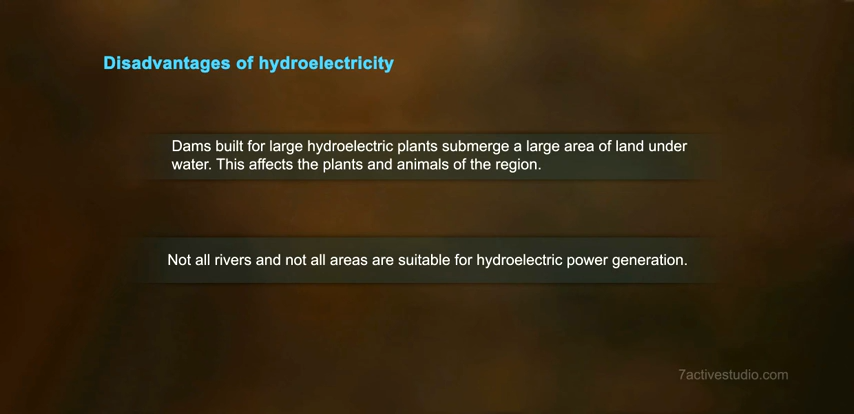 Disadvantages of hydroelectricity
Dams built for large hydroelectric plants submerge a large area of land under
water. This affects the plants and animals of the region.
Not all rivers and not all areas are suitable for hydroelectric power generation.
7activestudio.com